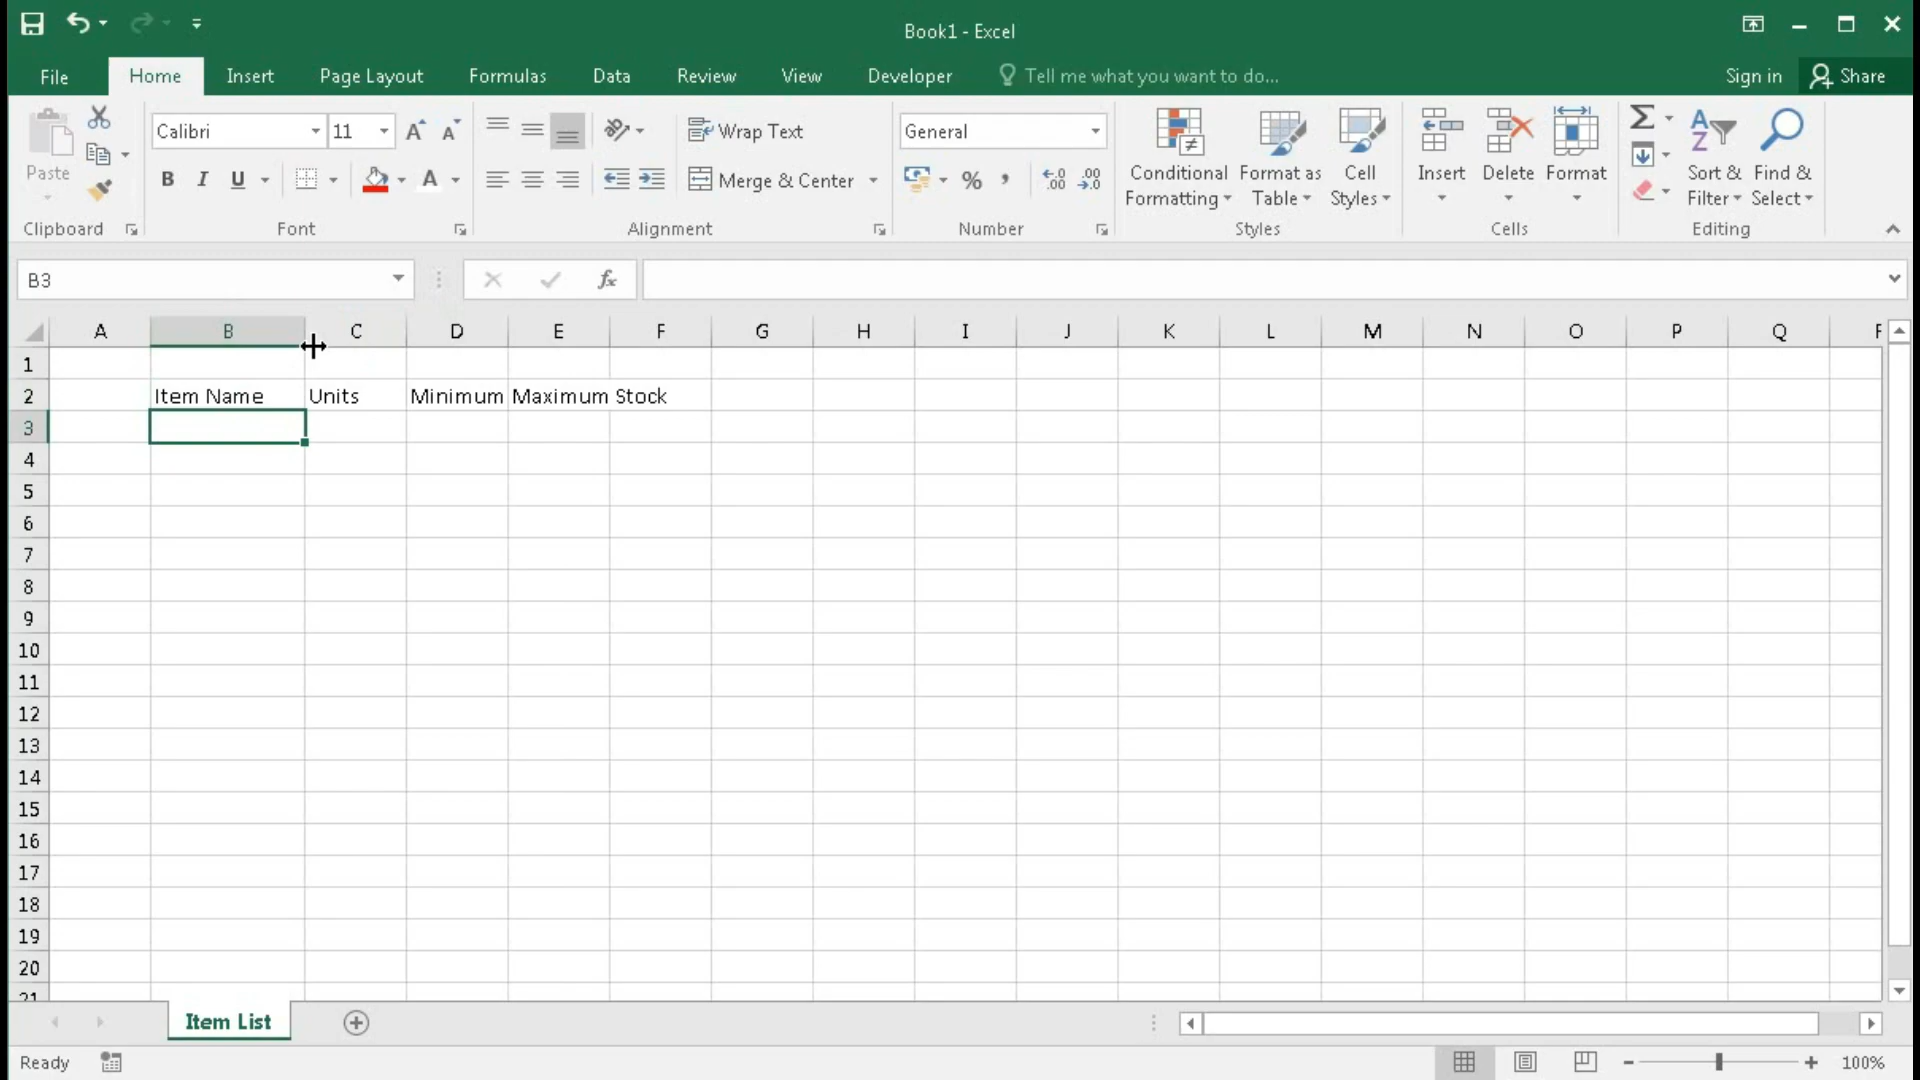 Book1 - Excel
File Home Insert Page Layout Formulas Data Review View Developer Tell me what you want to do... Sign in Share
Paste
Calibri 11
Wrap Text
General
B I U A
Merge & Center
% ,
Conditional Formatting
Format as Table
Cell Styles
Insert Delete Format
Sort & Filter
Find & Select
Clipboard Font Alignment Number Styles Cells Editing
B3 fx
A B C D E F G H I J K L M N O P Q
1
2 Item Name Units Minimum Maximum Stock
3
4
5
6
7
8
9
10
11
12
13
14
15
16
17
18
19
20
21
Item List
Ready 100%